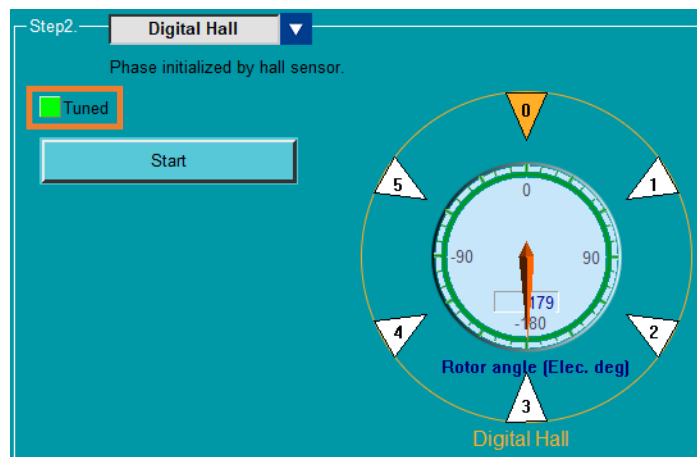 Step2.
Digital Hall
Phase initialized by hall sensor.
Tuned
Start
0
1
2
3
4
5
0
-90
90
179
-180
Rotor angle (Elec. deg)
Digital Hall